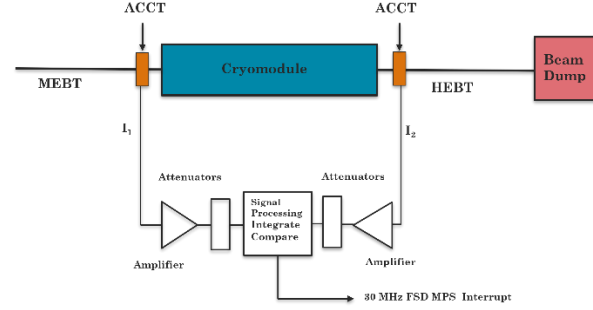 ACCT
ACCT
Cryomodule
Beam
Dump
MEBT
HEBT
I1
I2
Attenuators
Attenuators
Signal
Processing
Integrate
Compare
Amplifier
Amplifier
30 MHz FSD MPS Interrupt